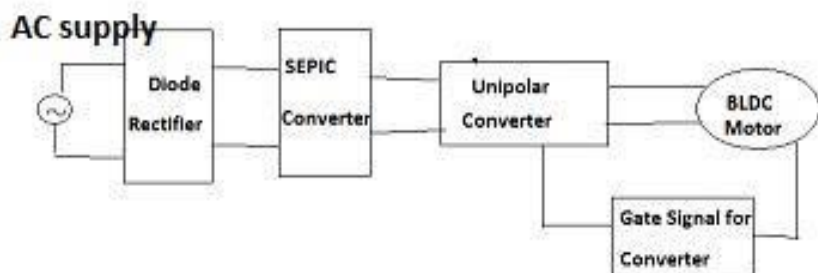 AC supply
Diode
Rectifier
SEPIC
Converter
Unipolar
Converter
BLDC
Motor
Gate Signal for
Converter